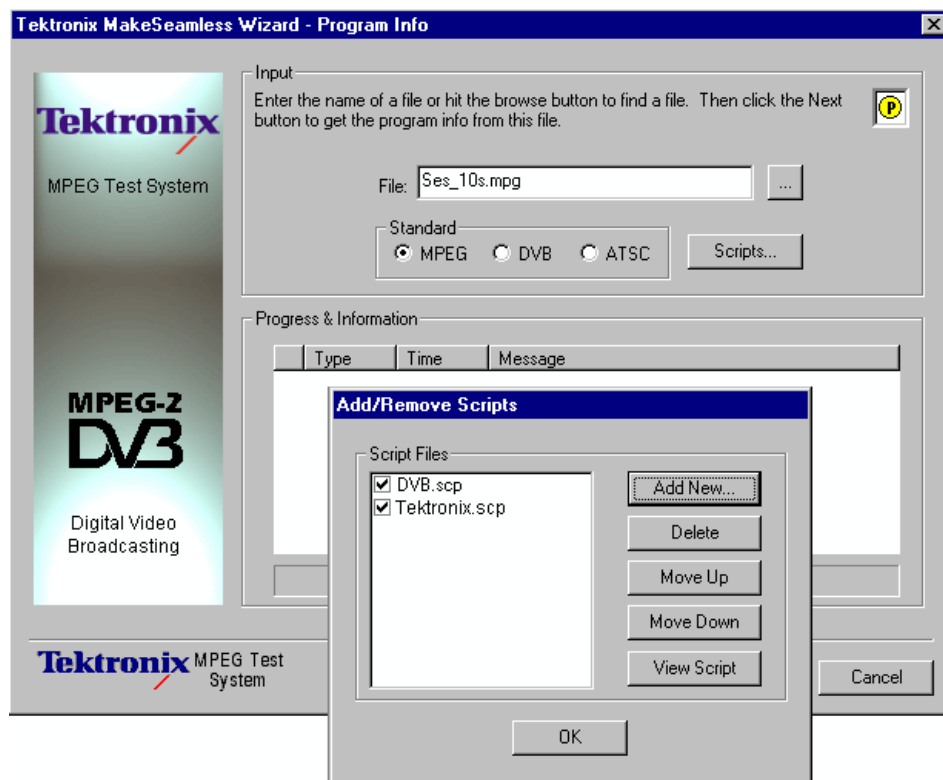 Tektronix MakeSeamless Wizard - Program Info
Tektronix
MPEG Test System
MPEG-2
DVB
Digital Video
Broadcasting
Input
Enter the name of a file or hit the browse button to find a file. Then click the Next
button to get the program info from this file.
P
File: Ses_10s.mpg ...
Standard
MPEG DVB ATSC Scripts...
Progress & Information
Type Time Message
Add/Remove Scripts
Script Files
DVB.scp
Tektronix.scp
Add New...
Delete
Move Up
Move Down
View Script
OK
Tektronix MPEG Test
System
Cancel